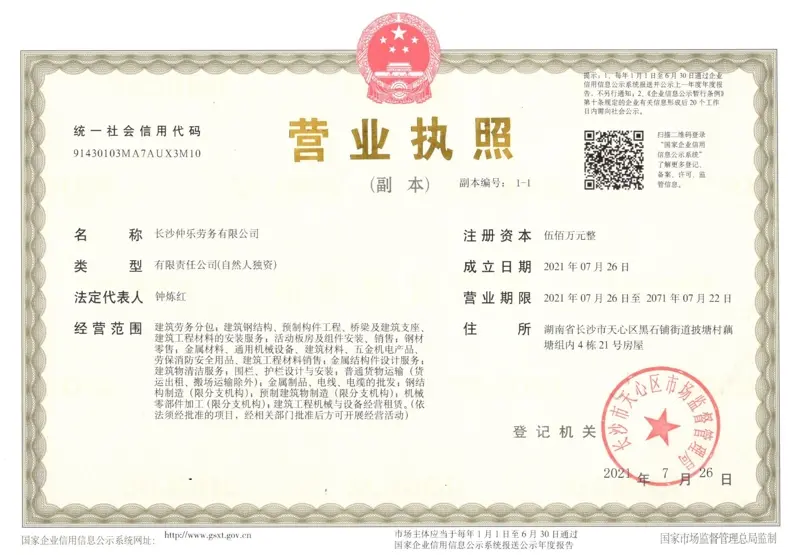 提示：1、每年1月1日至6月30日通过企业
信用信息公示系统报送并公示上一年度年度报
告，不另行通知；2、《企业信息公示暂行条例》
第十条规定的企业有关信息形成后20个工作
日内需向社会公示。
统一社会信用代码
91430103MA7AUX3M10
营业执照
(副 本) 副本编号： 1-1
扫描二维码登录
“国家企业信用
信息公示系统”
了解更多登记、
备案、许可、监
管信息。
名 称 长沙仲乐劳务有限公司
类 型 有限责任公司(自然人独资)
法定代表人 钟炼红
经营范围 建筑劳务分包；建筑钢结构、预制构件工程、桥梁及建筑支座、
建筑工程材料的安装服务；活动板房及组件安装、销售；钢材
零售；金属材料、通用机械设备、建筑材料、五金机电产品、
劳保消防安全用品、建筑工程材料销售；金属结构件设计服务；
建筑物清洁服务；围栏、护栏设计与安装；普通货物运输（货
运出租、搬场运输除外）；金属制品、电线、电缆的批发；钢结
构制造（限分支机构）；预制建筑物制造（限分支机构）；机械
零部件加工（限分支机构）；建筑工程机械与设备经营租赁。（依
法须经批准的项目，经相关部门批准后方可开展经营活动）
注册资本 伍佰万元整
成立日期 2021年07月26日
营业期限 2021年07月26日至 2071年07月22日
住 所 湖南省长沙市天心区黑石铺街道披塘村藕
塘组内4栋21号房屋
登记机关
长沙市天心区市场监督管理局
2021 年 7 月 26 日
国家企业信用信息公示系统网址： http://www.gsxt.gov.cn
市场主体应当于每年1月1日至6月30日通过
国家企业信用信息公示系统报送公示年度报告
国家市场监督管理总局监制